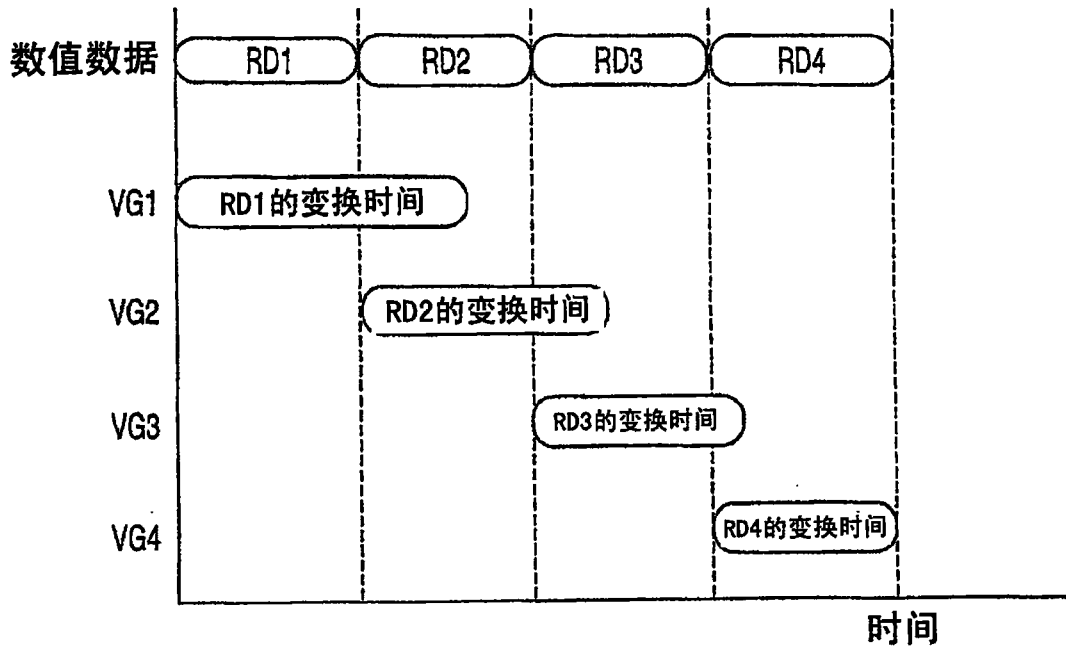 数值数据 RD1 RD2 RD3 RD4
VG1 RD1的变换时间
VG2 RD2的变换时间
VG3 RD3的变换时间
VG4 RD4的变换时间
时间